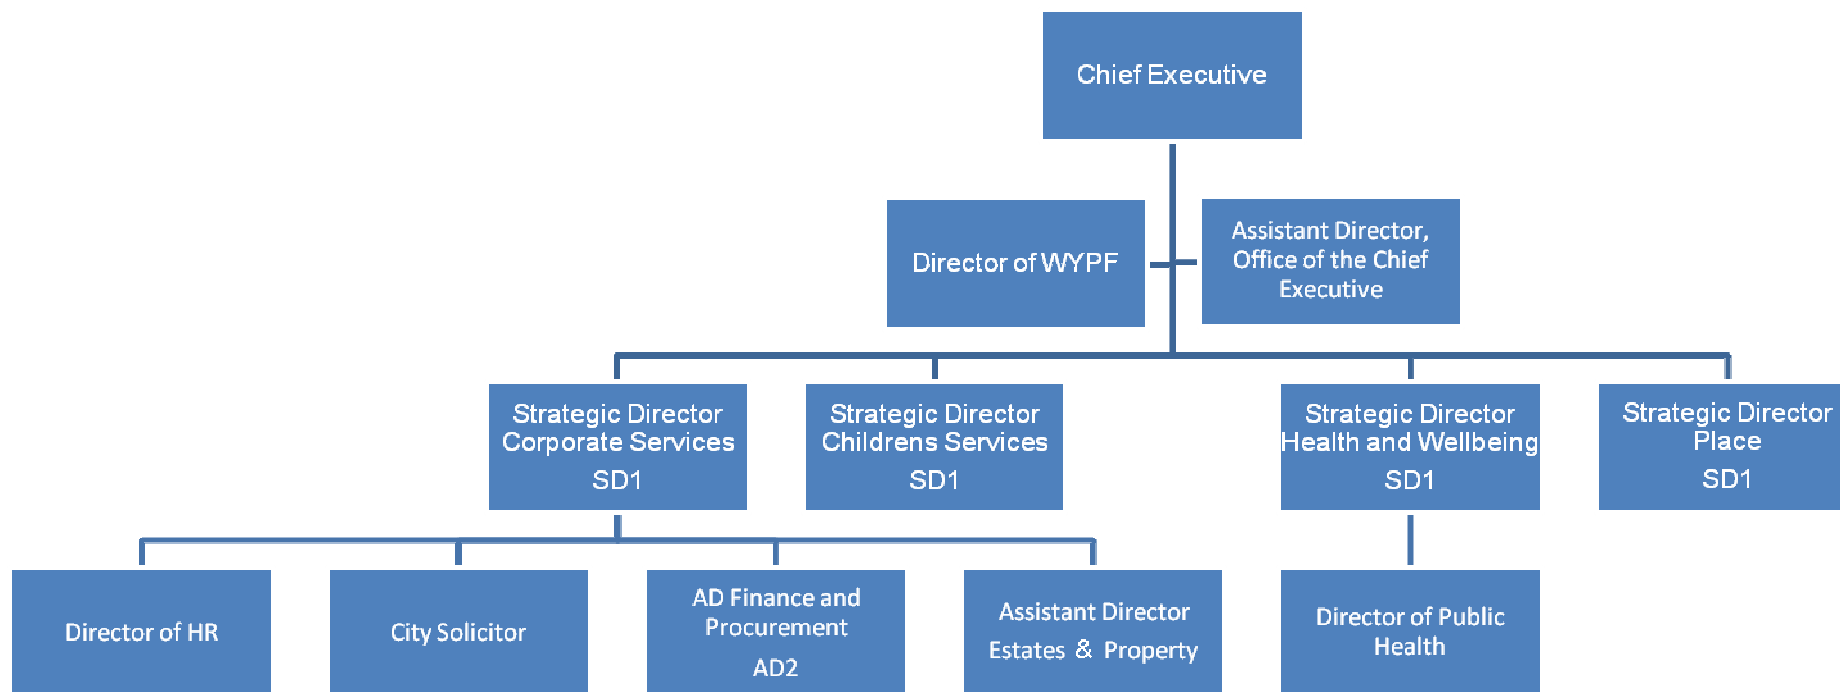 Chief Executive
Director of WYPF
Assistant Director,
Office of the Chief
Executive
Strategic Director
Corporate Services
SD1
Strategic Director
Childrens Services
SD1
Strategic Director
Health and Wellbeing
SD1
Strategic Director
Place
SD1
Director of HR
City Solicitor
AD Finance and
Procurement
AD2
Assistant Director
Estates & Property
Director of Public
Health